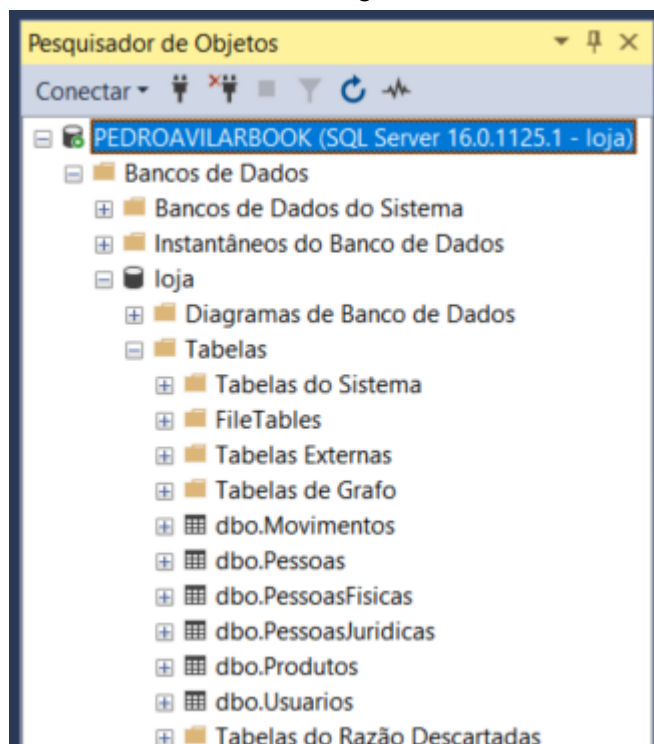 Pesquisador de Objetos
Conectar
PEDROAVILARBOOK (SQL Server 16.0.1125.1 - loja)
Bancos de Dados
Bancos de Dados do Sistema
Instantâneos do Banco de Dados
loja
Diagramas de Banco de Dados
Tabelas
Tabelas do Sistema
FileTables
Tabelas Externas
Tabelas de Grafo
dbo.Movimentos
dbo.Pessoas
dbo.PessoasFisicas
dbo.PessoasJuridicas
dbo.Produtos
dbo.Usuarios
Tabelas do Razão Descartadas